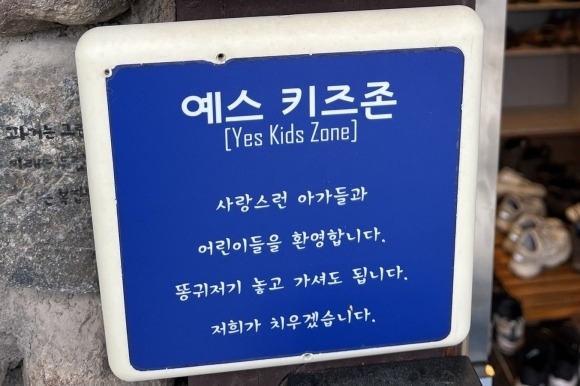 예스 키즈존
[Yes Kids Zone]
사랑스런 아가들과
어린이들을 환영합니다.
똥귀저기 놓고 가셔도 됩니다.
저희가 치우겠습니다.